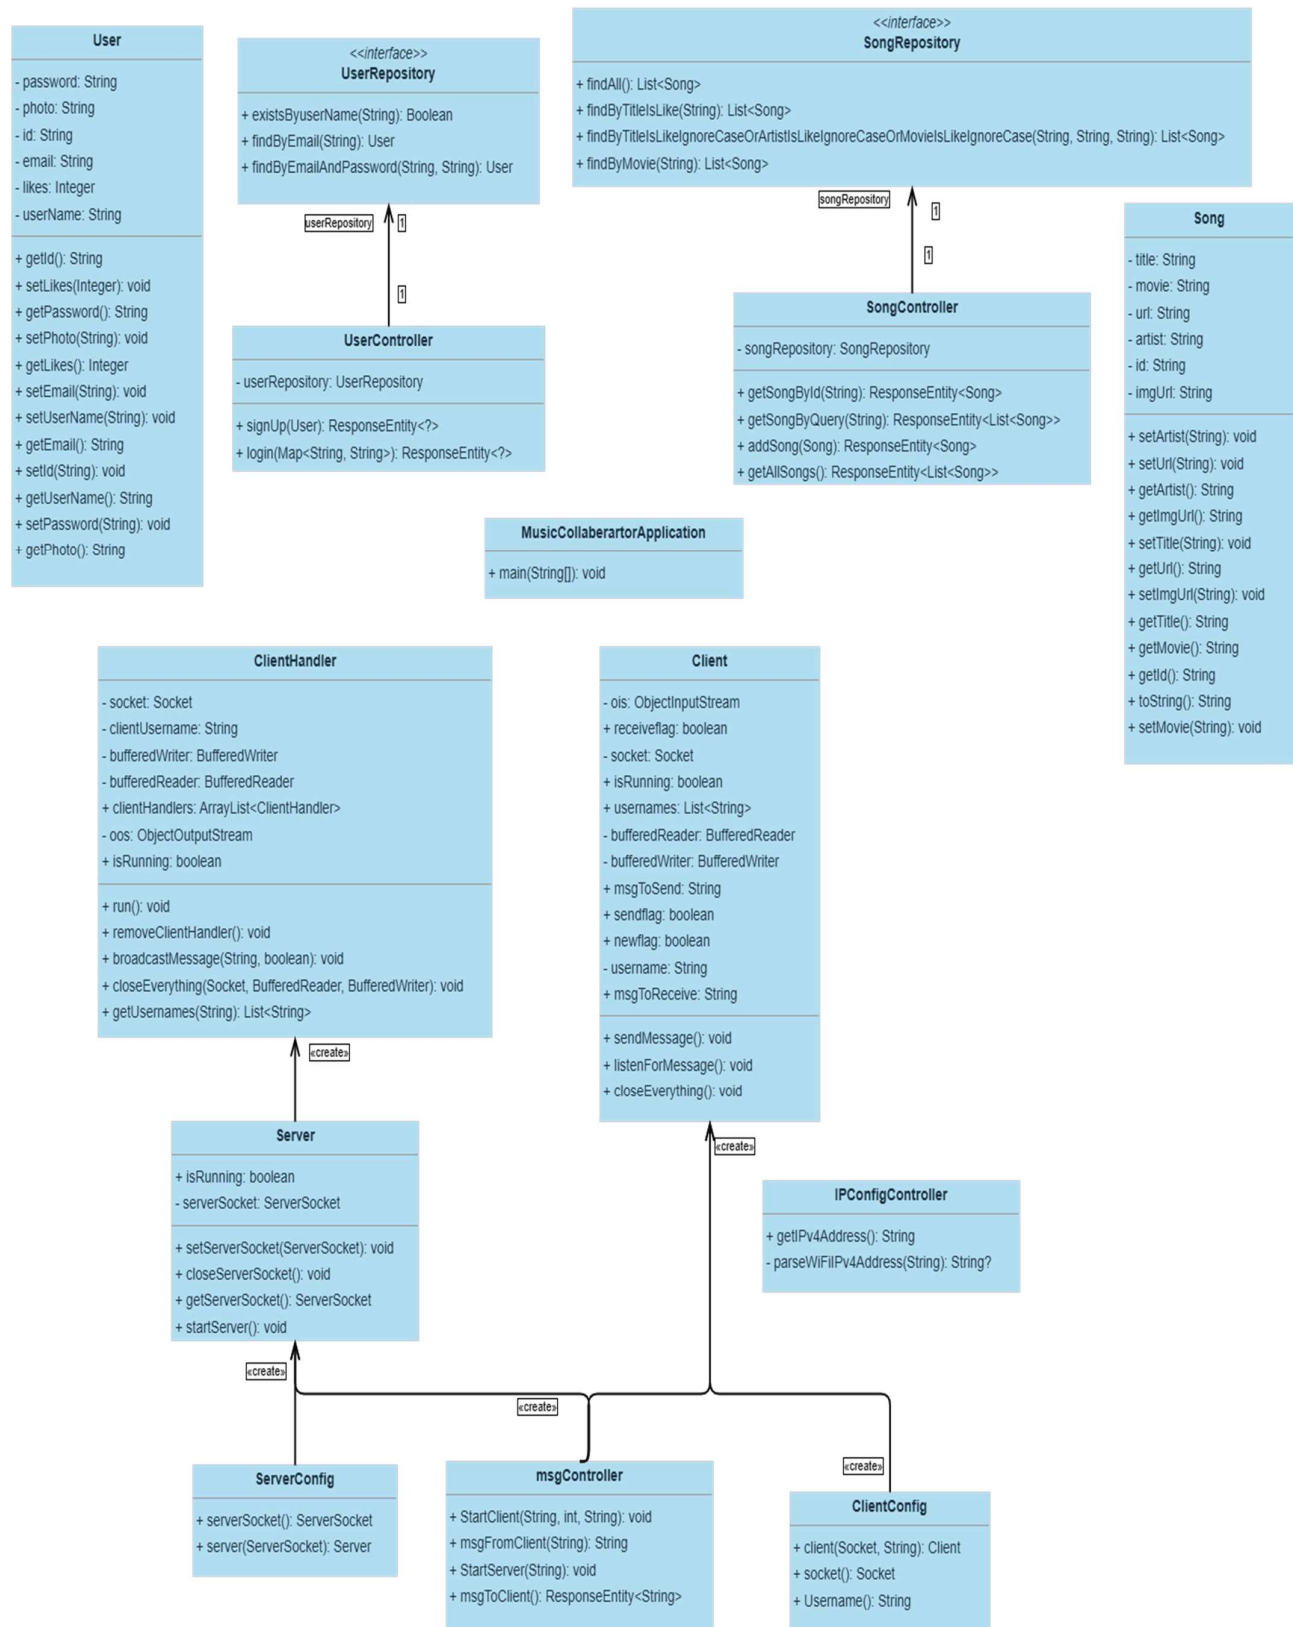 User
- password: String
- photo: String
- id: String
- email: String
- likes: Integer
- userName: String
+ getId(): String
+ setLikes(Integer): void
+ getPassword(): String
+ setPhoto(String): void
+ getLikes(): Integer
+ setEmail(String): void
+ setUserName(String): void
+ getEmail(): String
+ setId(String): void
+ getUserName(): String
+ setPassword(String): void
+ getPhoto(): String
<<interface>>
UserRepository
+ existsByuserName(String): Boolean
+ findByEmail(String): User
+ findByEmailAndPassword(String, String): User
userRepository
1
1
UserController
- userRepository: UserRepository
+ signUp(User): ResponseEntity<?>
+ login(Map<String, String>): ResponseEntity<?>
<<interface>>
SongRepository
+ findAll(): List<Song>
+ findByTitleIsLike(String): List<Song>
+ findByTitleIsLikeIgnoreCaseOrArtistIsLikeIgnoreCaseOrMovieIsLikeIgnoreCase(String, String, String): List<Song>
+ findByMovie(String): List<Song>
songRepository
1
1
SongController
- songRepository: SongRepository
+ getSongById(String): ResponseEntity<Song>
+ getSongByQuery(String): ResponseEntity<List<Song>>
+ addSong(Song): ResponseEntity<Song>
+ getAllSongs(): ResponseEntity<List<Song>>
Song
- title: String
- movie: String
- url: String
- artist: String
- id: String
- imgUrl: String
+ setArtist(String): void
+ setUrl(String): void
+ getArtist(): String
+ getImgUrl(): String
+ setTitle(String): void
+ getUrl(): String
+ setImgUrl(String): void
+ getTitle(): String
+ getMovie(): String
+ getId(): String
+ toString(): String
+ setMovie(String): void
MusicCollaberartorApplication
+ main(String[]): void
ClientHandler
- socket: Socket
- clientUsername: String
- bufferedWriter: BufferedWriter
- bufferedReader: BufferedReader
+ clientHandlers: ArrayList<ClientHandler>
- oos: ObjectOutputStream
+ isRunning: boolean
+ run(): void
+ removeClientHandler(): void
+ broadcastMessage(String, boolean): void
+ closeEverything(Socket, BufferedReader, BufferedWriter): void
+ getUsernames(String): List<String>
«create»
Client
- ois: ObjectInputStream
+ receiveflag: boolean
- socket: Socket
+ isRunning: boolean
+ usernames: List<String>
- bufferedReader: BufferedReader
- bufferedWriter: BufferedWriter
+ msgToSend: String
+ sendflag: boolean
+ newflag: boolean
- username: String
+ msgToReceive: String
+ sendMessage(): void
+ listenForMessage(): void
+ closeEverything(): void
«create»
Server
+ isRunning: boolean
- serverSocket: ServerSocket
+ setServerSocket(ServerSocket): void
+ closeServerSocket(): void
+ getServerSocket(): ServerSocket
+ startServer(): void
IPConfigController
+ getIPv4Address(): String
- parseWiFiIPv4Address(String): String?
«create»
«create»
«create»
ServerConfig
+ serverSocket(): ServerSocket
+ server(ServerSocket): Server
msgController
+ StartClient(String, int, String): void
+ msgFromClient(String): String
+ StartServer(String): void
+ msgToClient(): ResponseEntity<String>
ClientConfig
+ client(Socket, String): Client
+ socket(): Socket
+ Username(): String